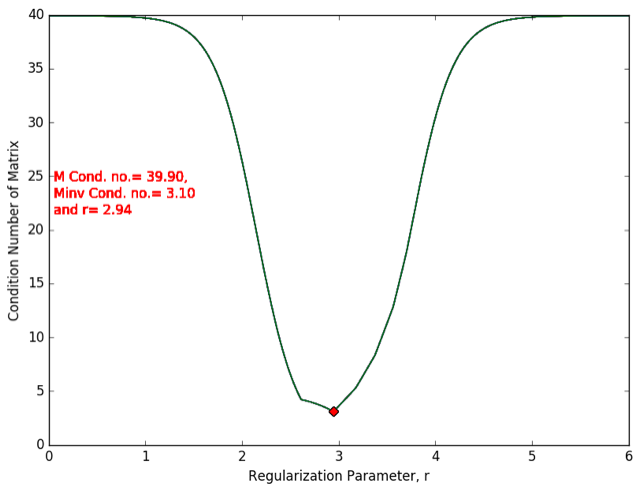 40
35
30
25
20
15
10
5
0
Condition Number of Matrix
M Cond. no.= 39.90,
Minv Cond. no.= 3.10
and r= 2.94
0 1 2 3 4 5 6
Regularization Parameter, r